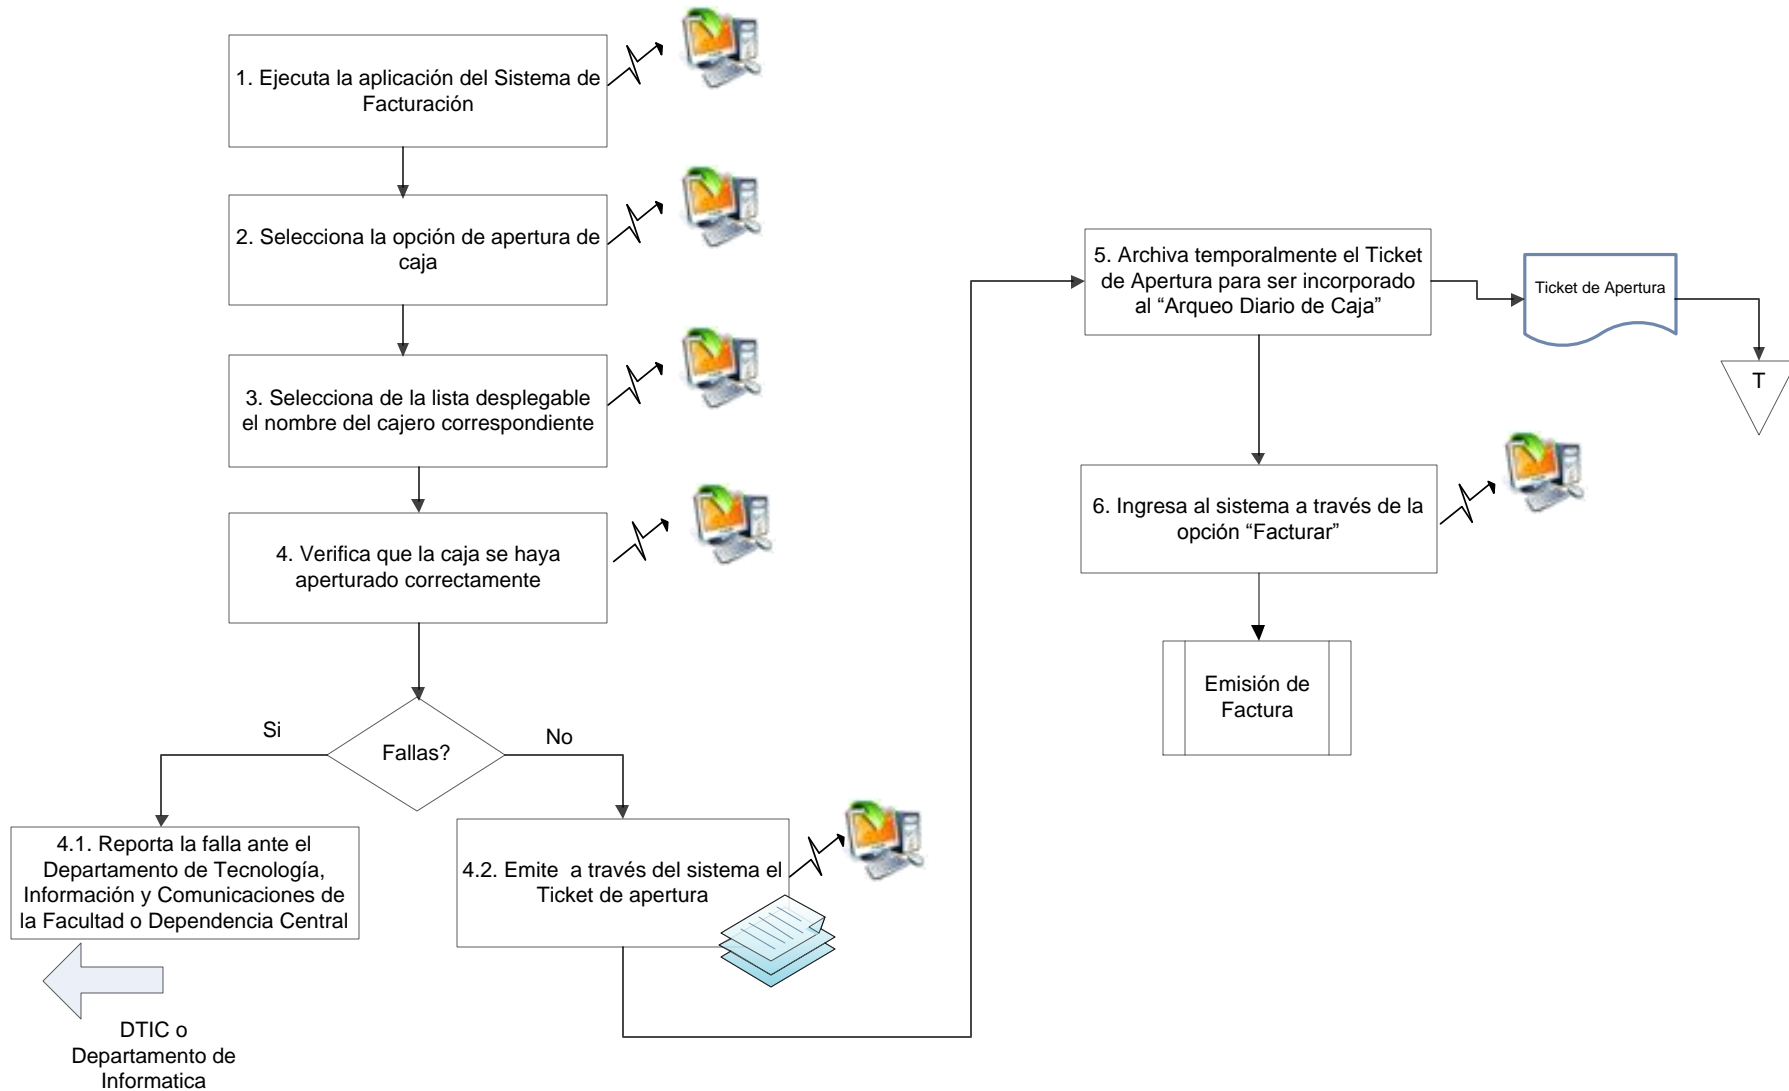 1. Ejecuta la aplicación del Sistema de
Facturación
2. Selecciona la opción de apertura de
caja
3. Selecciona de la lista desplegable
el nombre del cajero correspondiente
4. Verifica que la caja se haya
aperturado correctamente
Fallas?
Si
No
4.1. Reporta la falla ante el
Departamento de Tecnología,
Información y Comunicaciones de
la Facultad o Dependencia Central
DTIC o
Departamento de
Informatica
4.2. Emite  a través del sistema el
Ticket de apertura
5. Archiva temporalmente el Ticket
de Apertura para ser incorporado
al “Arqueo Diario de Caja”
Ticket de Apertura
T
6. Ingresa al sistema a través de la
opción “Facturar”
Emisión de
Factura